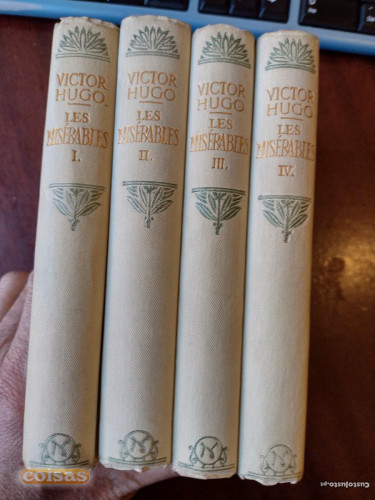 VICTOR
HUGO
LES
MISÉRABLES
I.
VICTOR
HUGO
LES
MISÉRABLES
II.
VICTOR
HUGO
LES
MISÉRABLES
III.
VICTOR
HUGO
LES
MISÉRABLES
IV.
coisas
Custojusto.pt